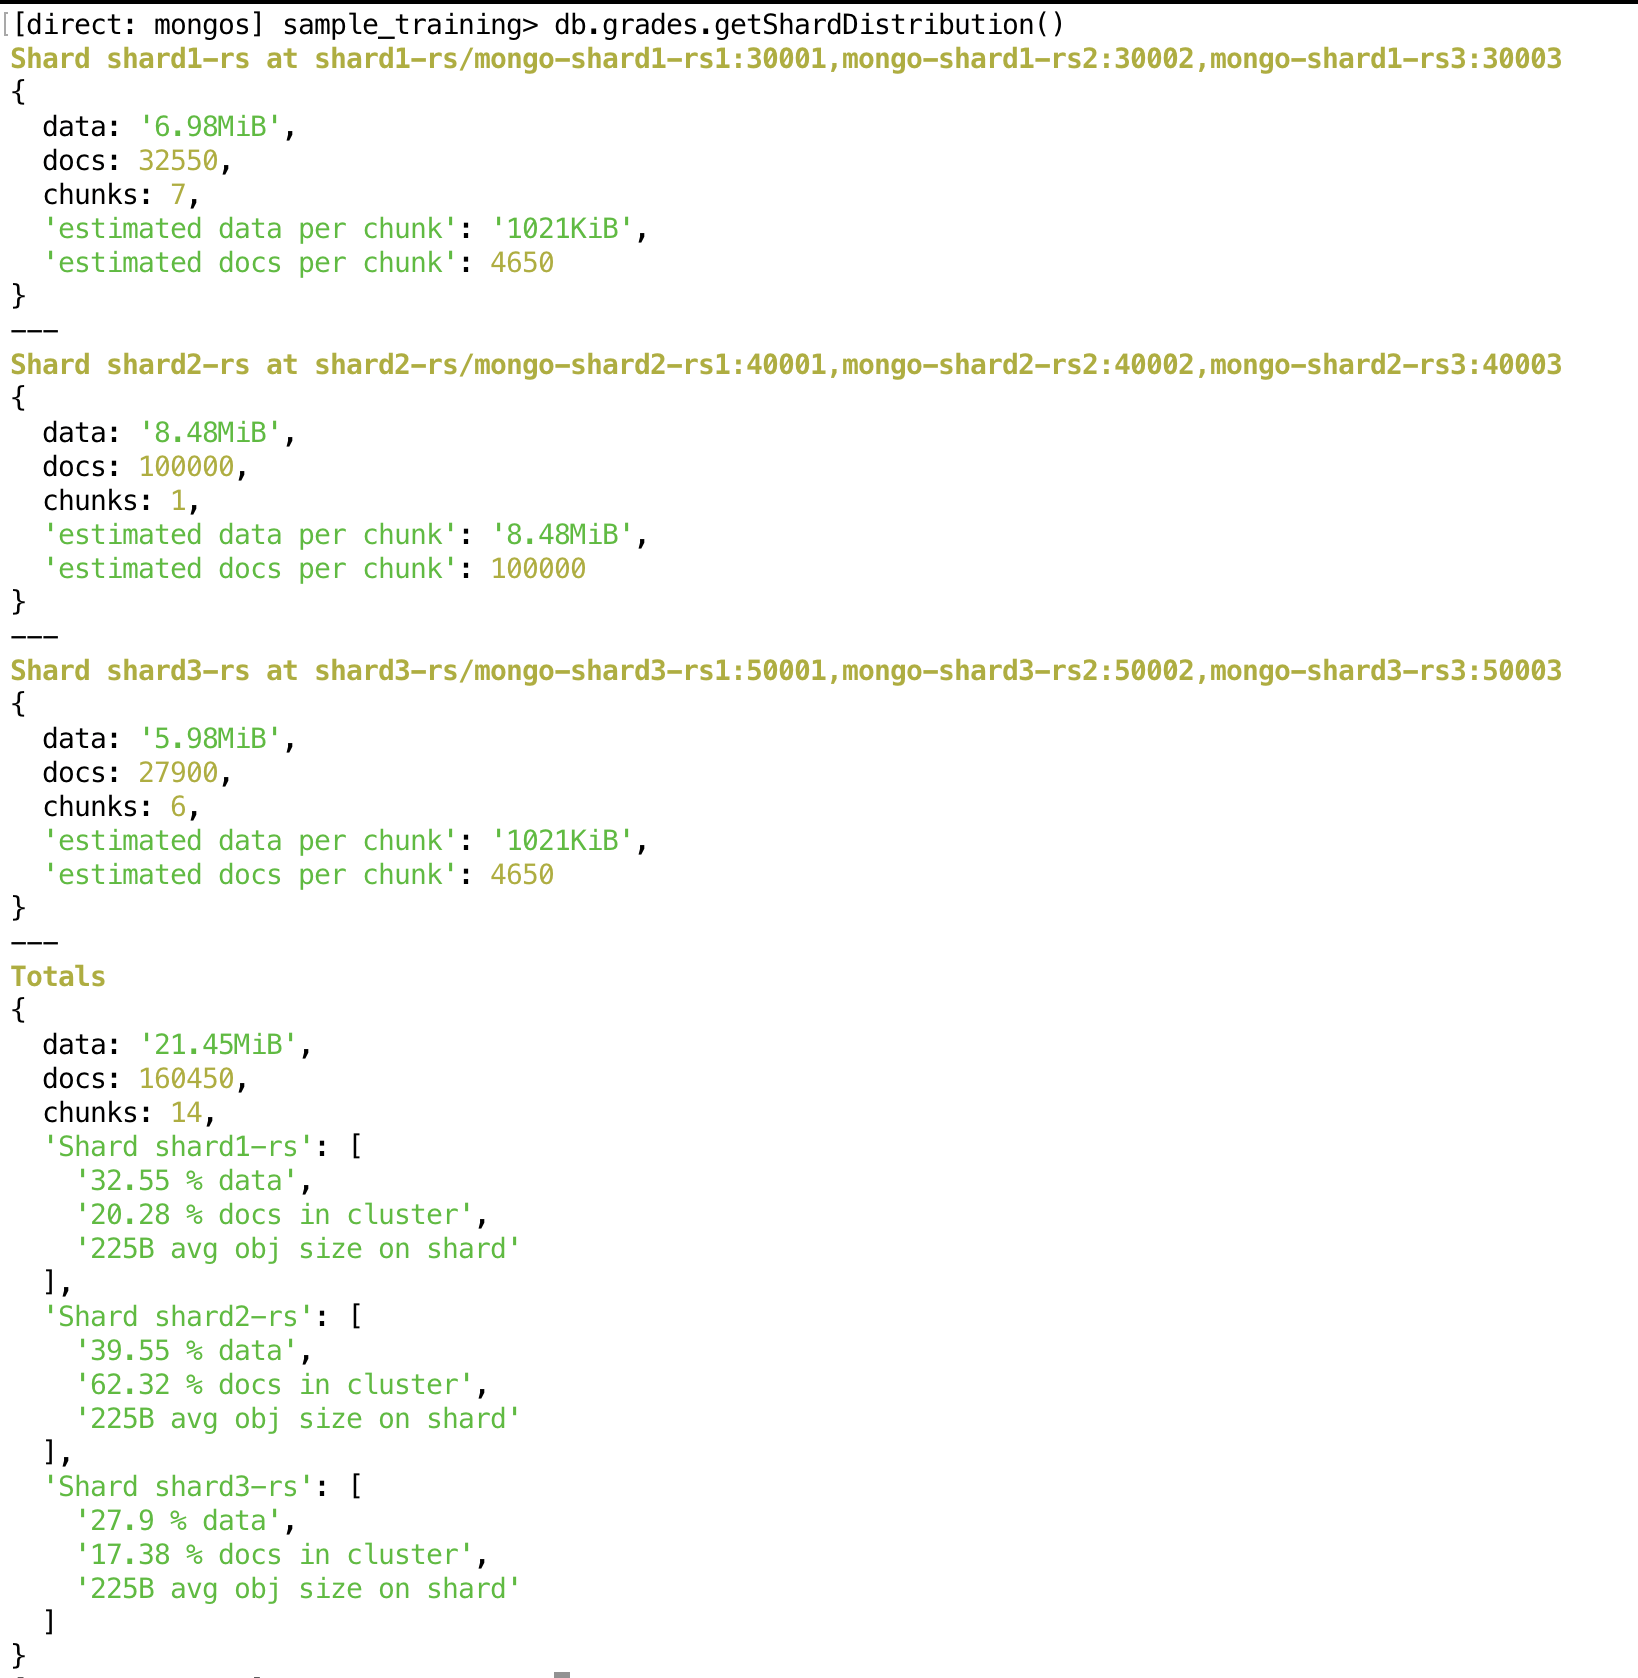 [[direct: mongos] sample_training> db.grades.getShardDistribution()
Shard shard1-rs at shard1-rs/mongo-shard1-rs1:30001,mongo-shard1-rs2:30002,mongo-shard1-rs3:30003
{
  data: '6.98MiB',
  docs: 32550,
  chunks: 7,
  'estimated data per chunk': '1021KiB',
  'estimated docs per chunk': 4650
}
---
Shard shard2-rs at shard2-rs/mongo-shard2-rs1:40001,mongo-shard2-rs2:40002,mongo-shard2-rs3:40003
{
  data: '8.48MiB',
  docs: 100000,
  chunks: 1,
  'estimated data per chunk': '8.48MiB',
  'estimated docs per chunk': 100000
}
---
Shard shard3-rs at shard3-rs/mongo-shard3-rs1:50001,mongo-shard3-rs2:50002,mongo-shard3-rs3:50003
{
  data: '5.98MiB',
  docs: 27900,
  chunks: 6,
  'estimated data per chunk': '1021KiB',
  'estimated docs per chunk': 4650
}
---
Totals
{
  data: '21.45MiB',
  docs: 160450,
  chunks: 14,
  'Shard shard1-rs': [
    '32.55 % data',
    '20.28 % docs in cluster',
    '225B avg obj size on shard'
  ],
  'Shard shard2-rs': [
    '39.55 % data',
    '62.32 % docs in cluster',
    '225B avg obj size on shard'
  ],
  'Shard shard3-rs': [
    '27.9 % data',
    '17.38 % docs in cluster',
    '225B avg obj size on shard'
  ]
}